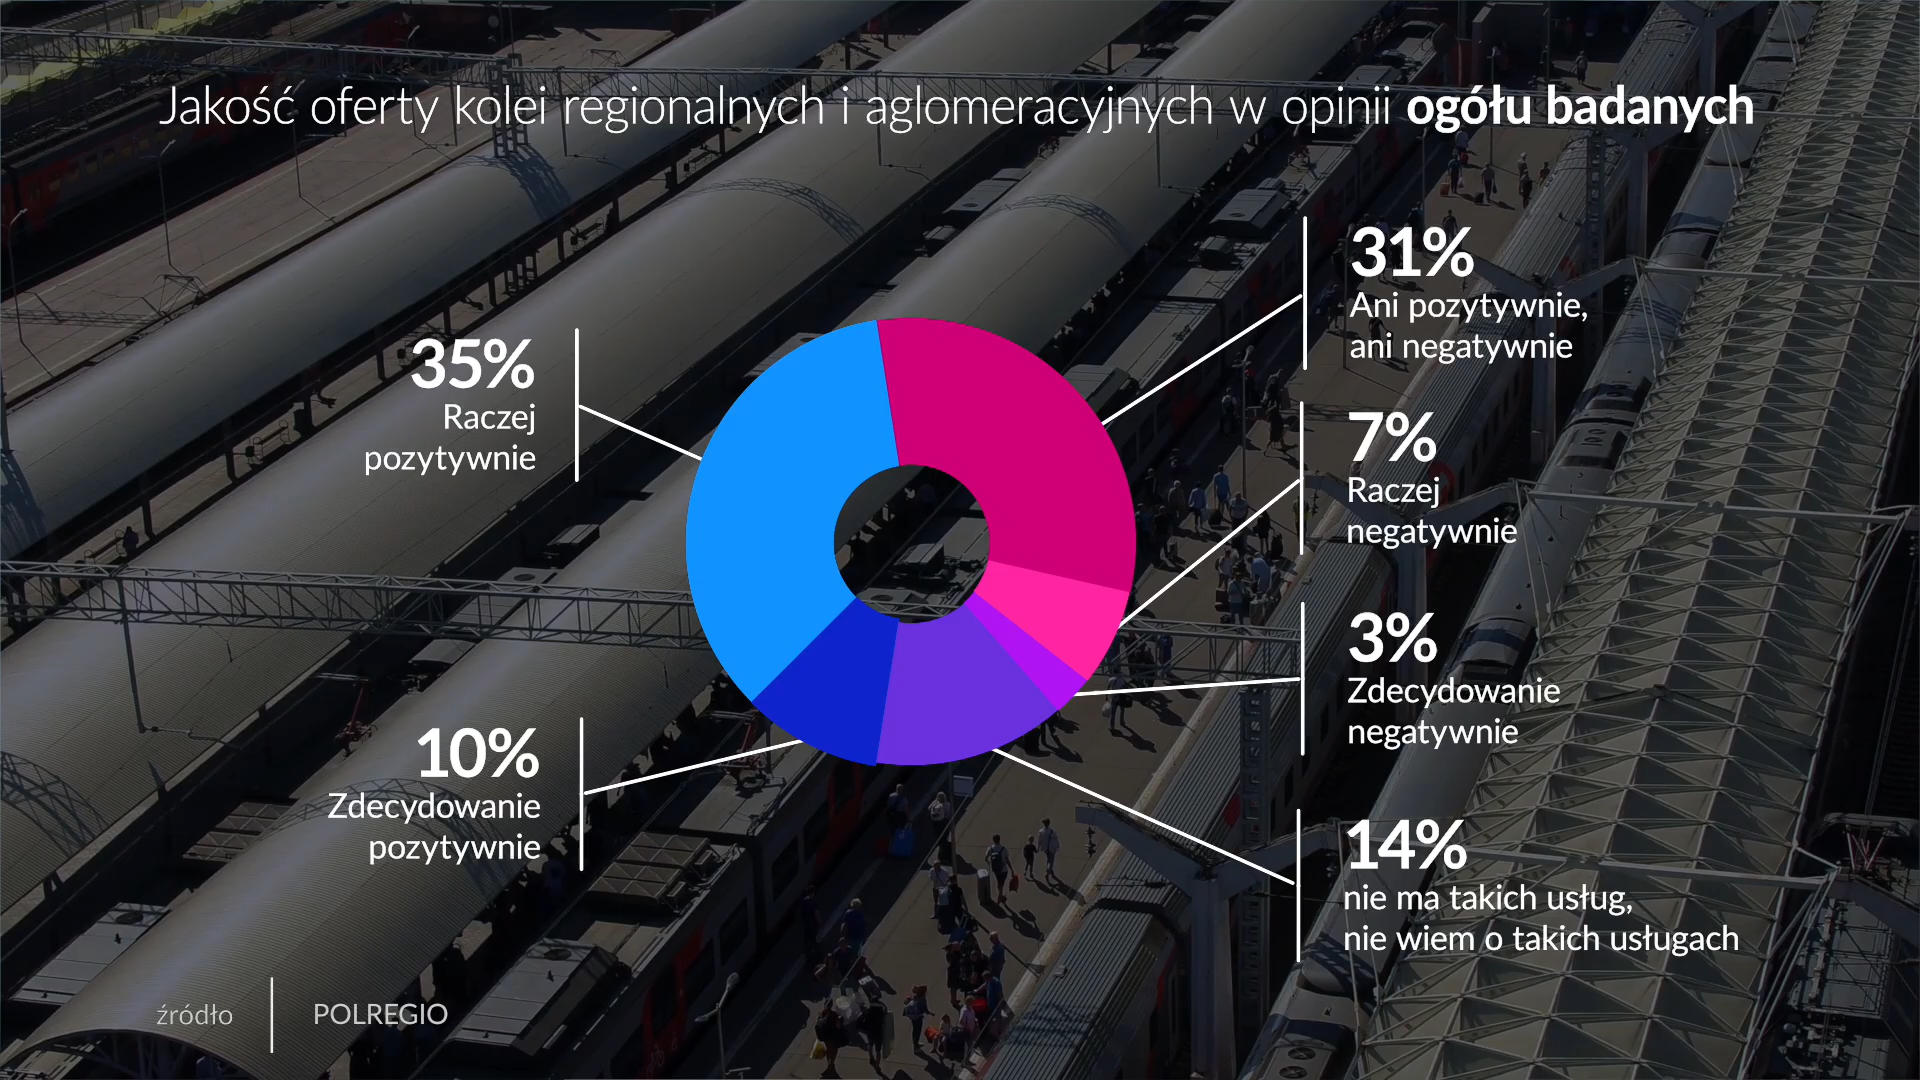 Jakość oferty kolei regionalnych i aglomeracyjnych w opinii ogółu badanych
35%
Raczej
pozytywnie
10%
Zdecydowanie
pozytywnie
31%
Ani pozytywnie,
ani negatywnie
7%
Raczej
negatywnie
3%
Zdecydowanie
negatywnie
14%
nie ma takich usług,
nie wiem o takich usługach
źródło
POLREGIO